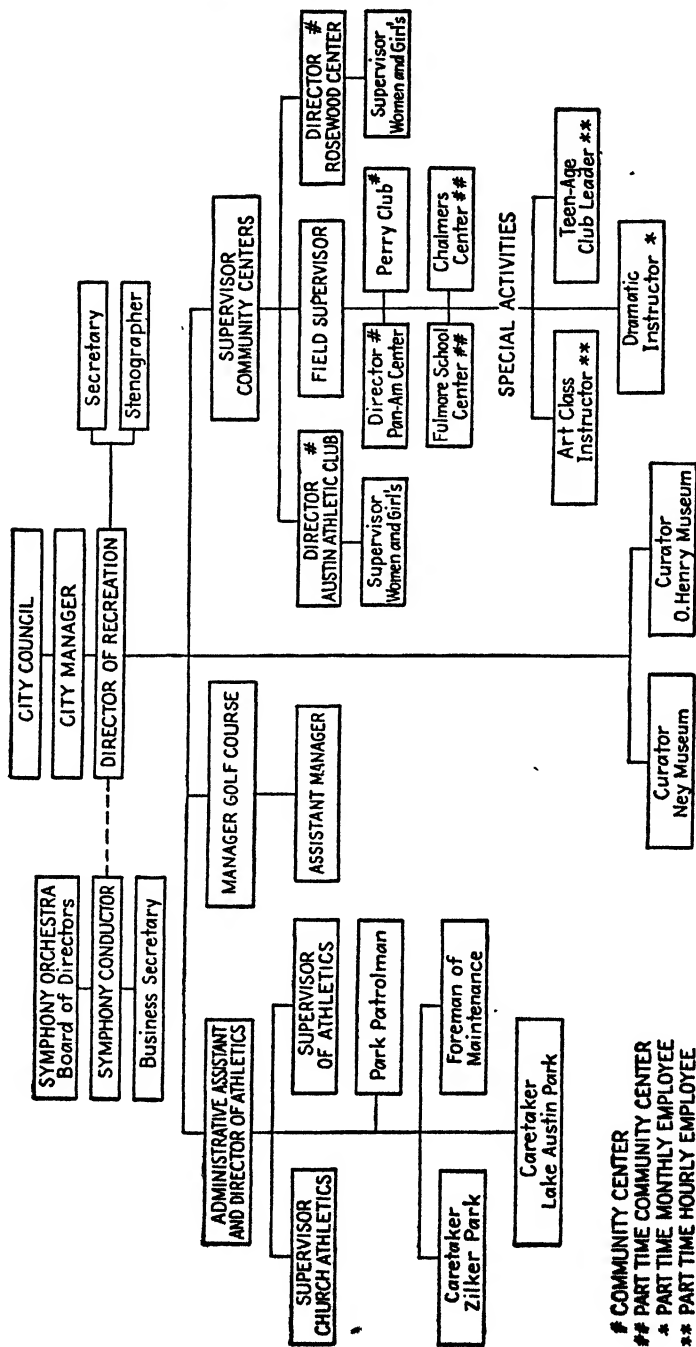 CITY COUNCIL
CITY MANAGER
DIRECTOR OF RECREATION
Secretary
Stenographer
SYMPHONY ORCHESTRA
Board of Directors
SYMPHONY CONDUCTOR
Business Secretary
ADMINISTRATIVE ASSISTANT
AND DIRECTOR OF ATHLETICS
SUPERVISOR
CHURCH ATHLETICS
SUPERVISOR
OF ATHLETICS
Park Patrolman
Caretaker
Zilker Park
Foreman of
Maintenance
Caretaker
Lake Austin Park
MANAGER GOLF COURSE
ASSISTANT MANAGER
SUPERVISOR
COMMUNITY CENTERS
DIRECTOR #
AUSTIN ATHLETIC CLUB
Supervisor
Women and Girl's
FIELD SUPERVISOR
Director #
Pan-Am Center
Perry Club #
Fulmore School
Center ##
Chalmers
Center ##
DIRECTOR #
ROSEWOOD CENTER
Supervisor
Women and Girl's
SPECIAL ACTIVITIES
Art Class
Instructor **
Teen-Age
Club Leader **
Dramatic
Instructor *
Curator
Ney Museum
Curator
O.Henry Museum
# COMMUNITY CENTER
## PART TIME COMMUNITY CENTER
* PART TIME MONTHLY EMPLOYEE
** PART TIME HOURLY EMPLOYEE